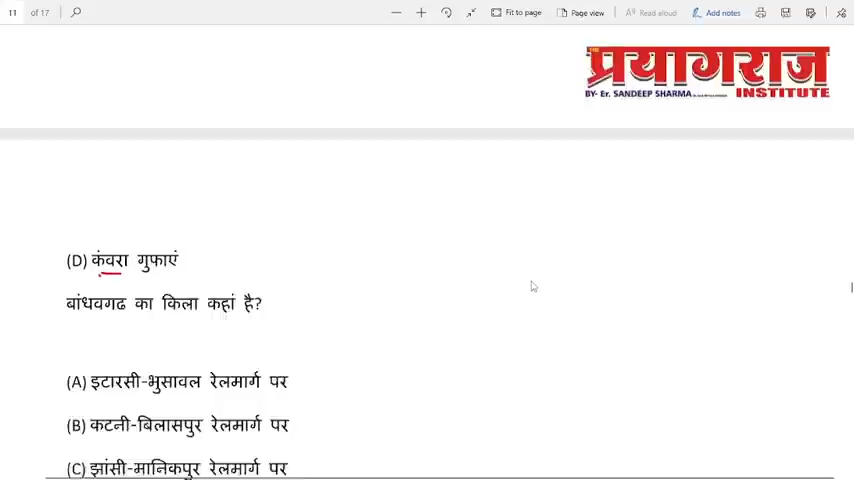 11 of 17 Fit to page Page view Read aloud Add notes
प्रयागराज
BY- Er. SANDEEP SHARMA INSTITUTE
(D) कंवरा गुफाएं
बांधवगढ का किला कहां है?
(A) इटारसी-भुसावल रेलमार्ग पर
(B) कटनी-बिलासपुर रेलमार्ग पर
(C) झांसी-मानिकपुर रेलमार्ग पर